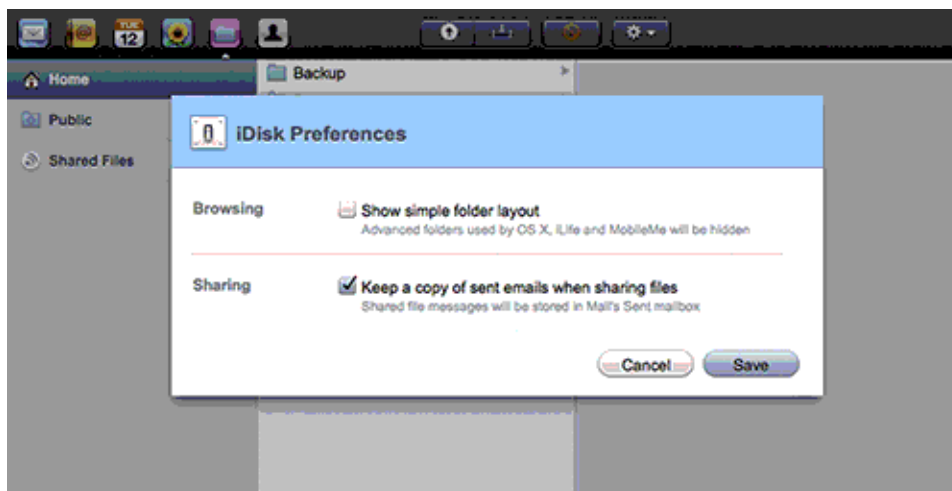 TUE
12
Home
Backup
Public
Shared Files
iDisk Preferences
Browsing
Show simple folder layout
Advanced folders used by OS X, iLife and MobileMe will be hidden
Sharing
Keep a copy of sent emails when sharing files
Shared file messages will be stored in Mail's Sent mailbox
Cancel
Save